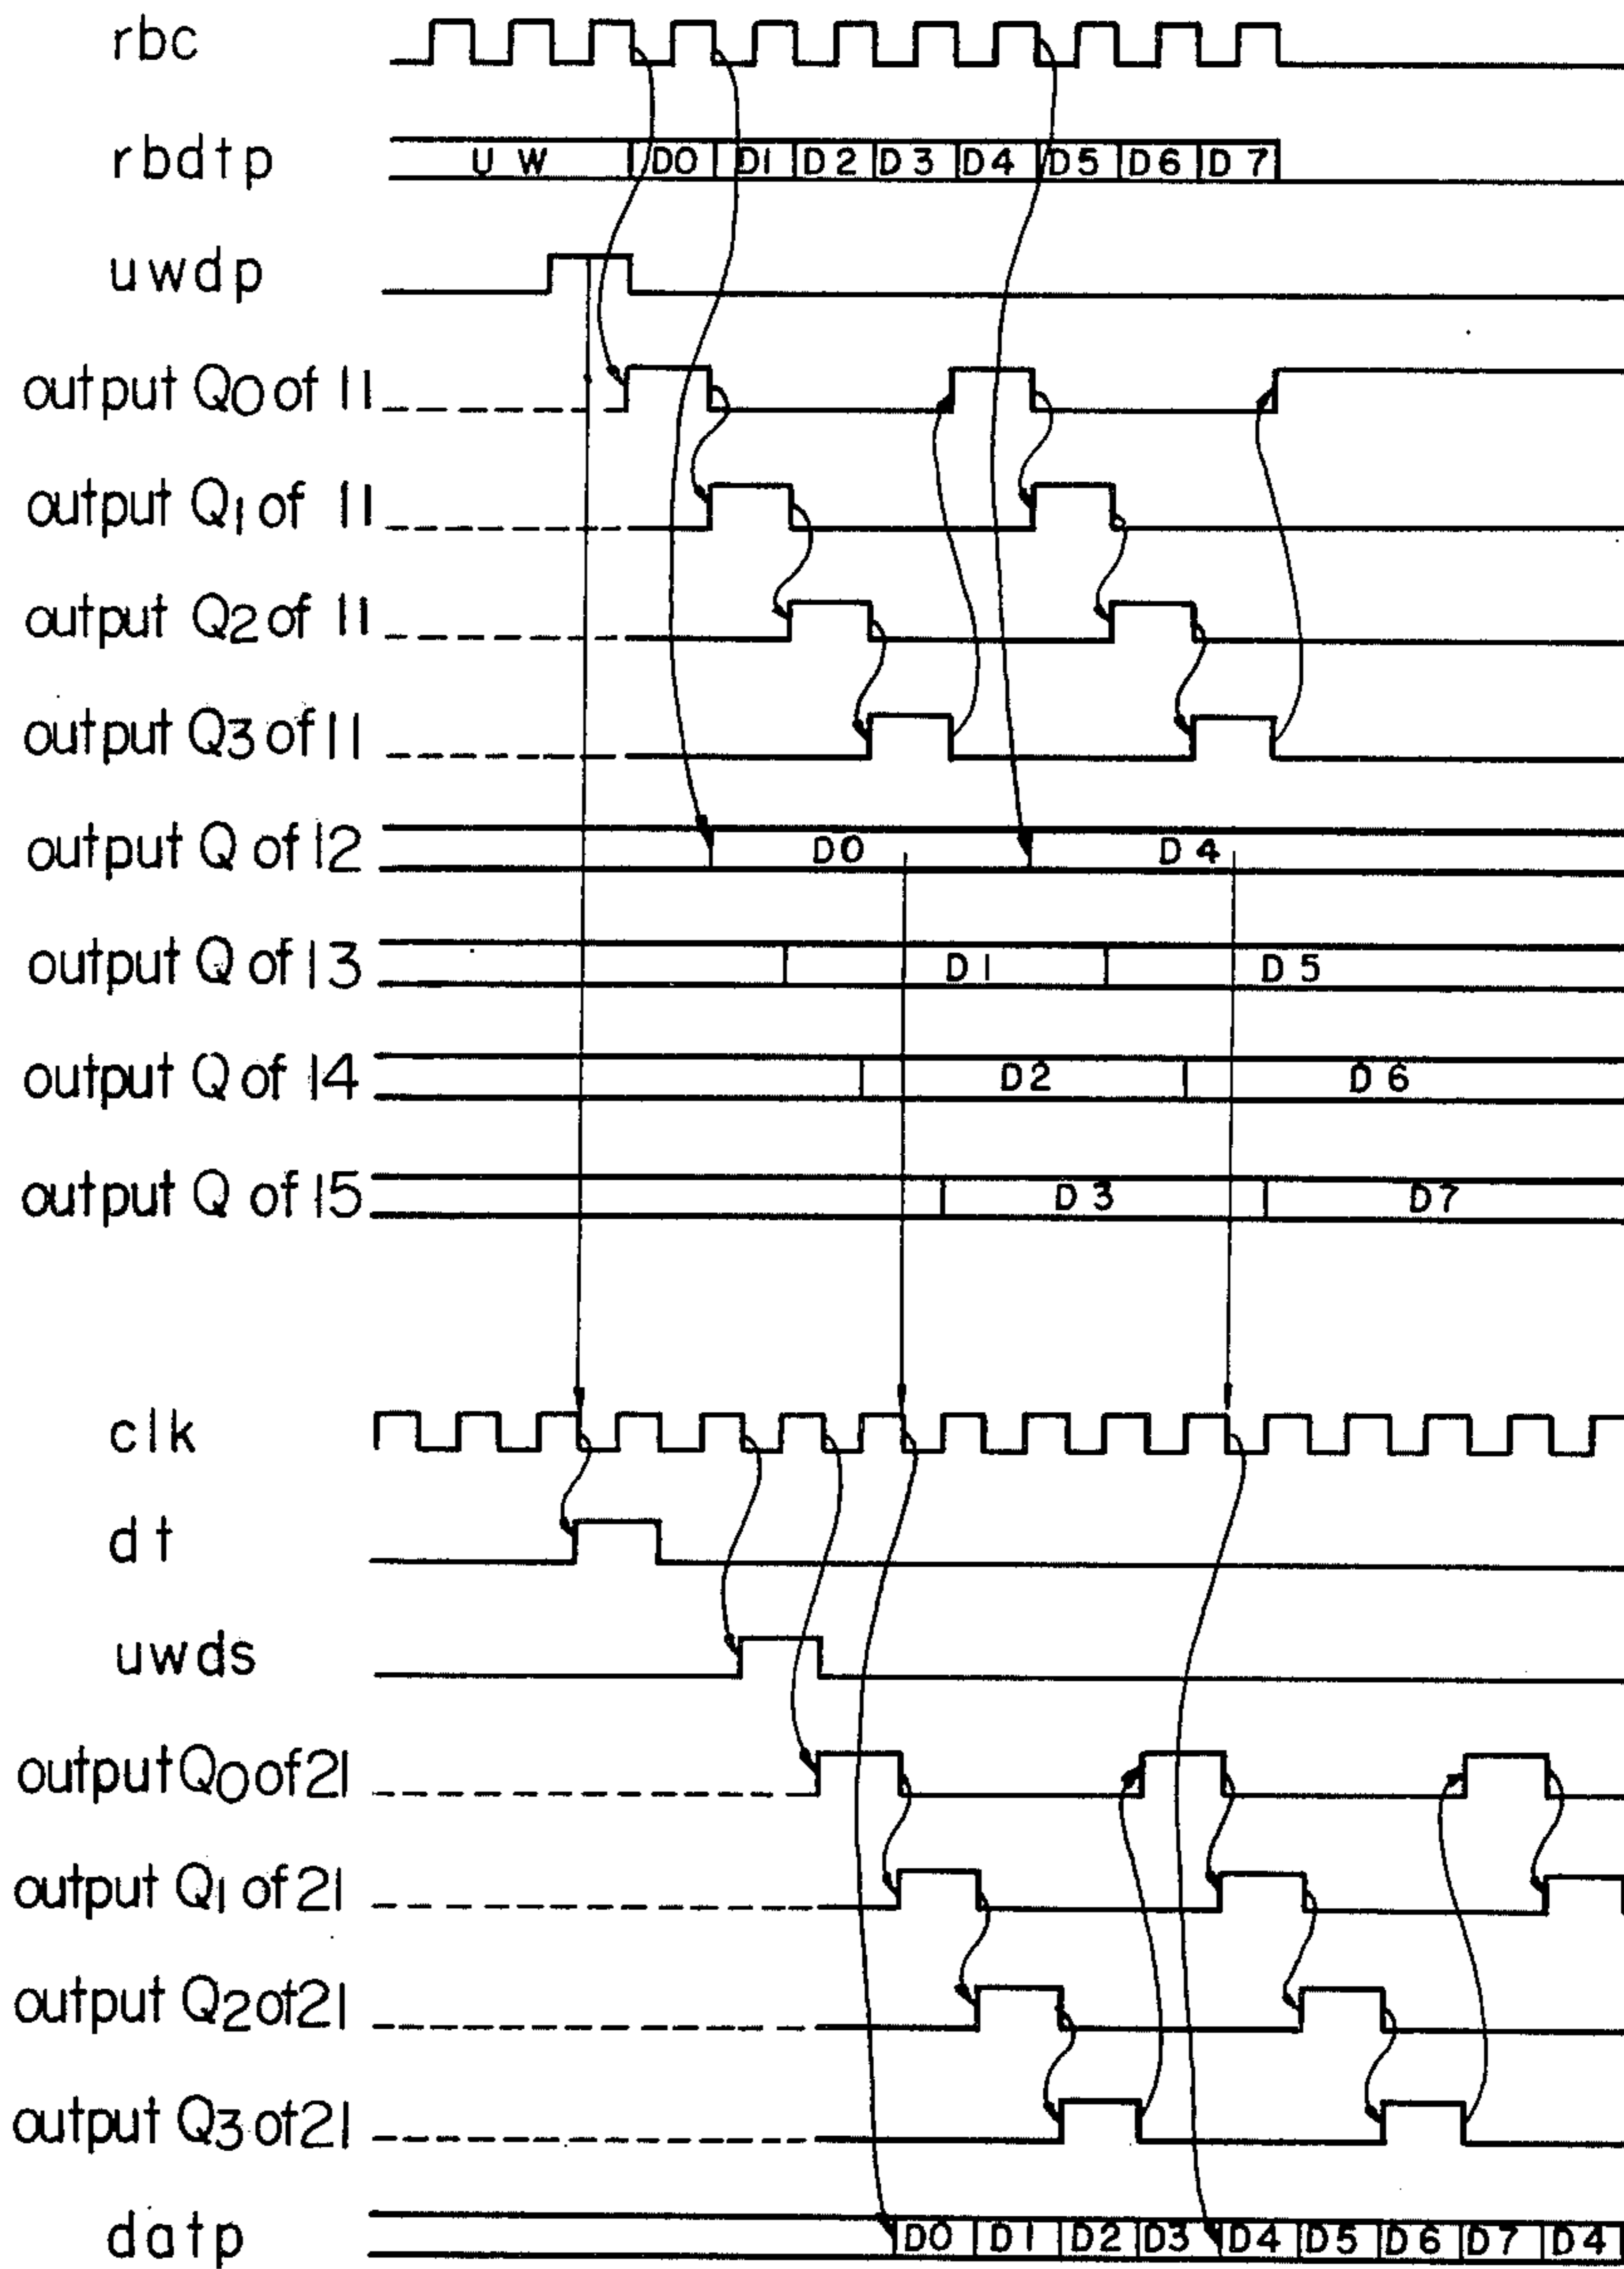 rbc
rbdtp UW D0 D1 D2 D3 D4 D5 D6 D7
uwdp
output Q0 of 11
output Q1 of 11
output Q2 of 11
output Q3 of 11
output Q of 12 D0 D4
output Q of 13 D1 D5
output Q of 14 D2 D6
output Q of 15 D3 D7
clk
dt
uwds
output Q0 of 21
output Q1 of 21
output Q2 of 21
output Q3 of 21
datp D0 D1 D2 D3 D4 D5 D6 D7 D4